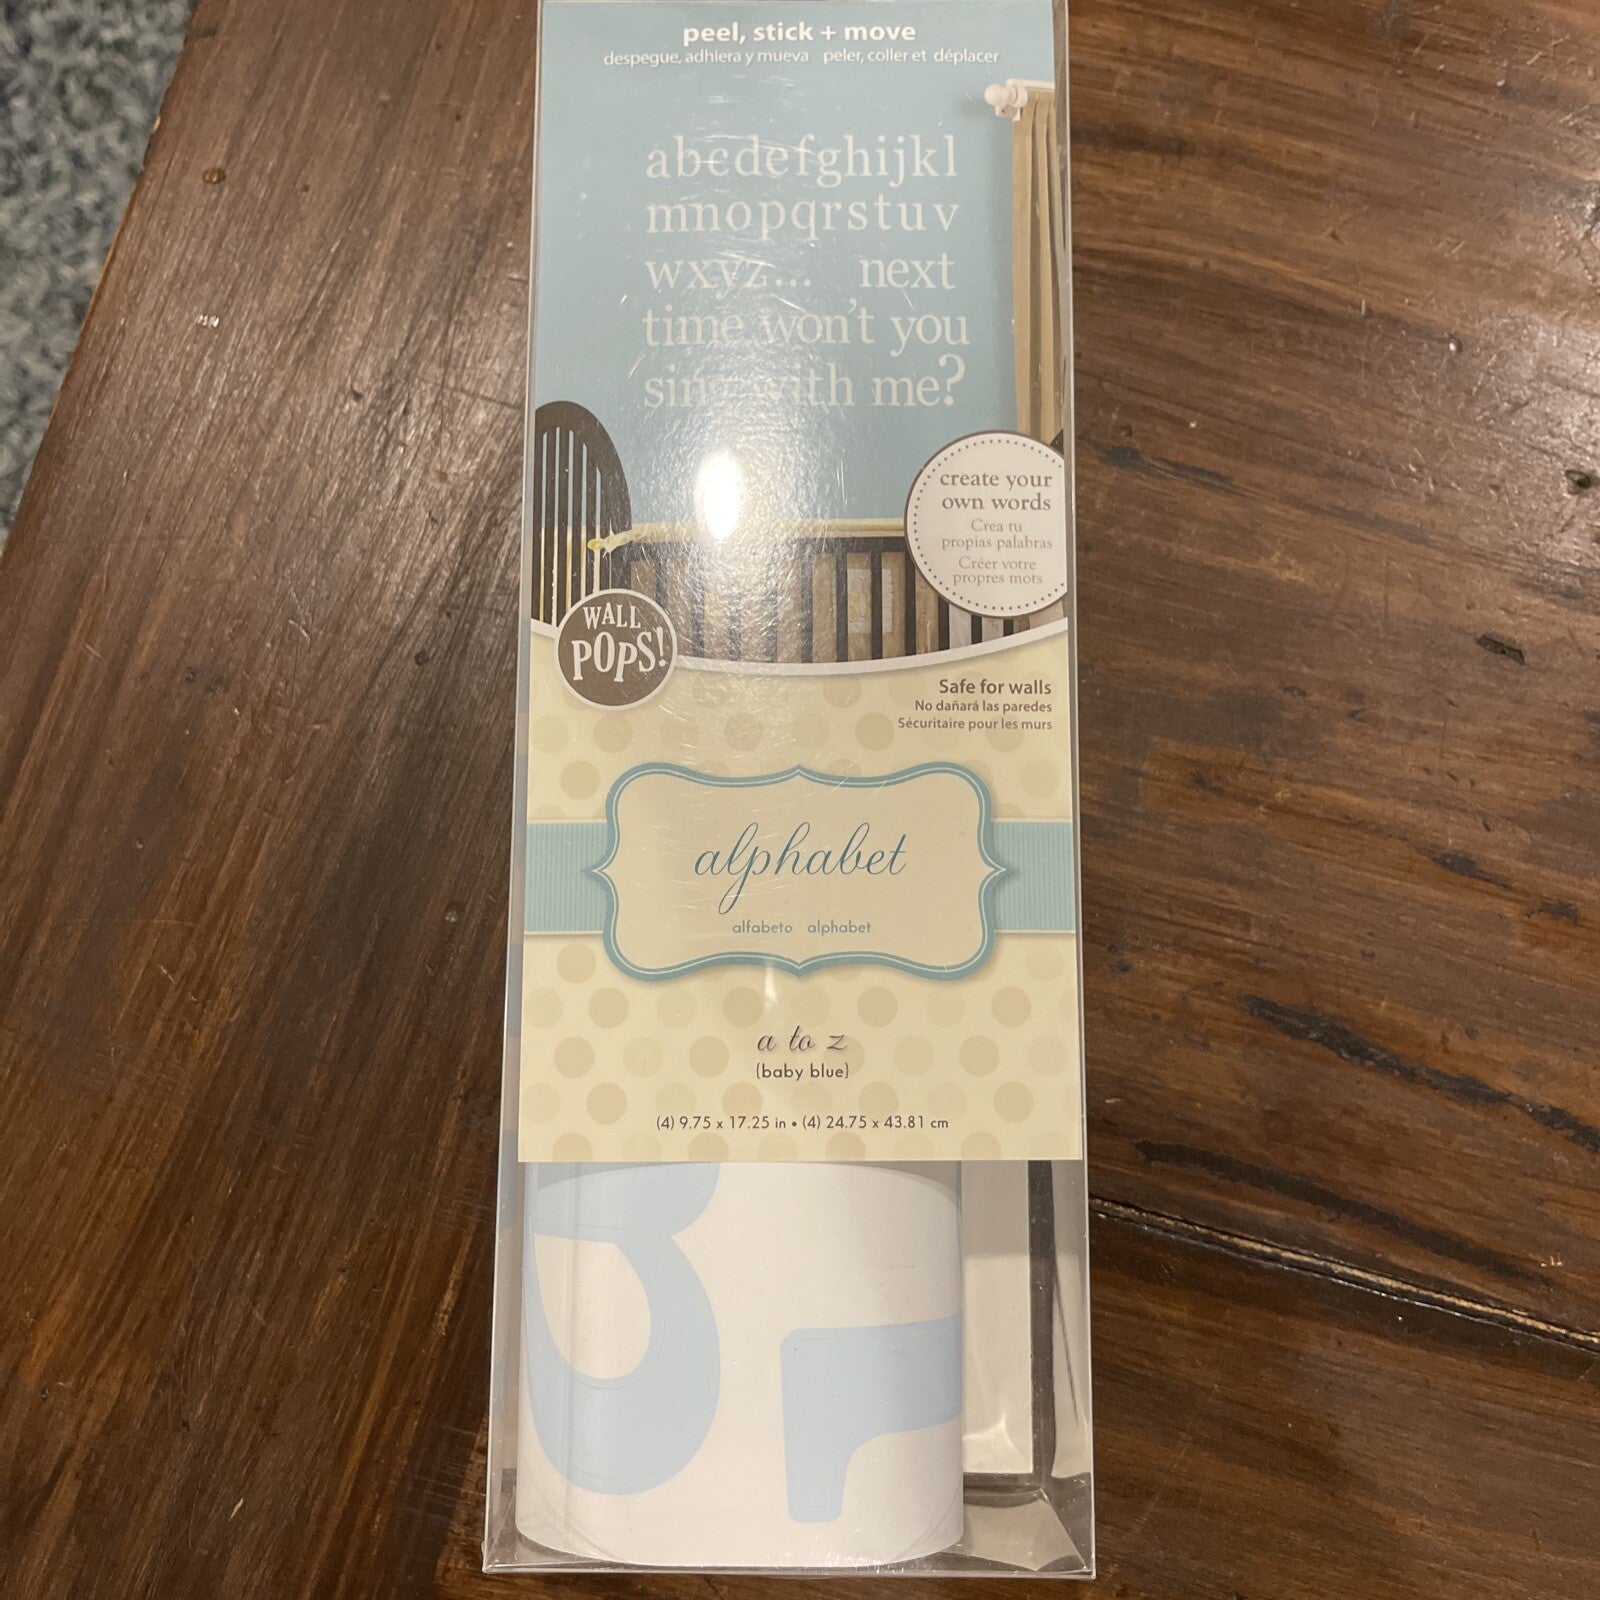 peel, stick + move
despegue, adhiera y mueva peler, coller et déplacer
abcdefghijkl
mnopqrstuv
wxyz... next
time won't you
sing with me?
create your
own words
Crea tu
propias palabras
Créer votre
propres mots
WALL
POPS!
Safe for walls
No dañará las paredes
Sécuritaire pour les murs
alphabet
alfabeto alphabet
a to z
{baby blue}
(4) 9.75 x 17.25 in • (4) 24.75 x 43.81 cm